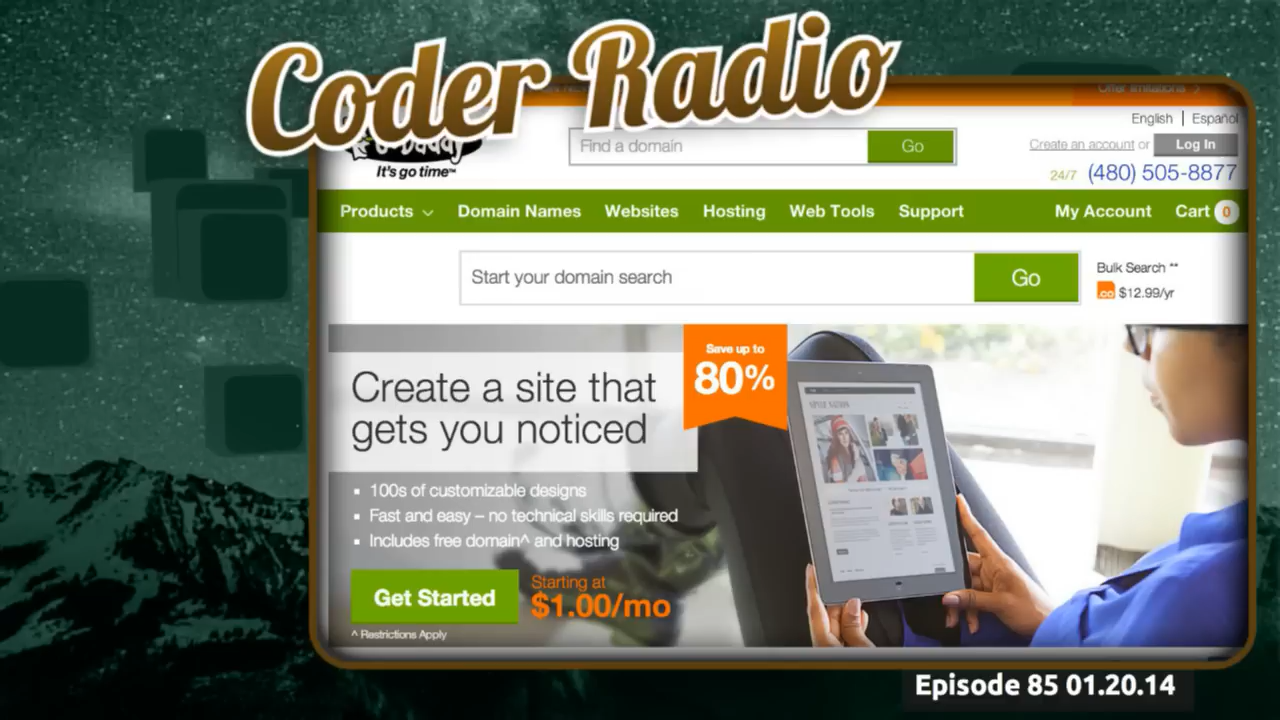 Coder Radio
Offer limitations >
English | Español
Find a domain
Go
Create an account or
Log In
It's go time™
24/7 (480) 505-8877
Products
Domain Names
Websites
Hosting
Web Tools
Support
My Account
Cart 0
Start your domain search
Go
Bulk Search **
.co $12.99/yr
Save up to
80%
Create a site that
gets you noticed
▪ 100s of customizable designs
▪ Fast and easy – no technical skills required
▪ Includes free domain^ and hosting
Get Started
Starting at
$1.00/mo
^ Restrictions Apply
Episode 85 01.20.14